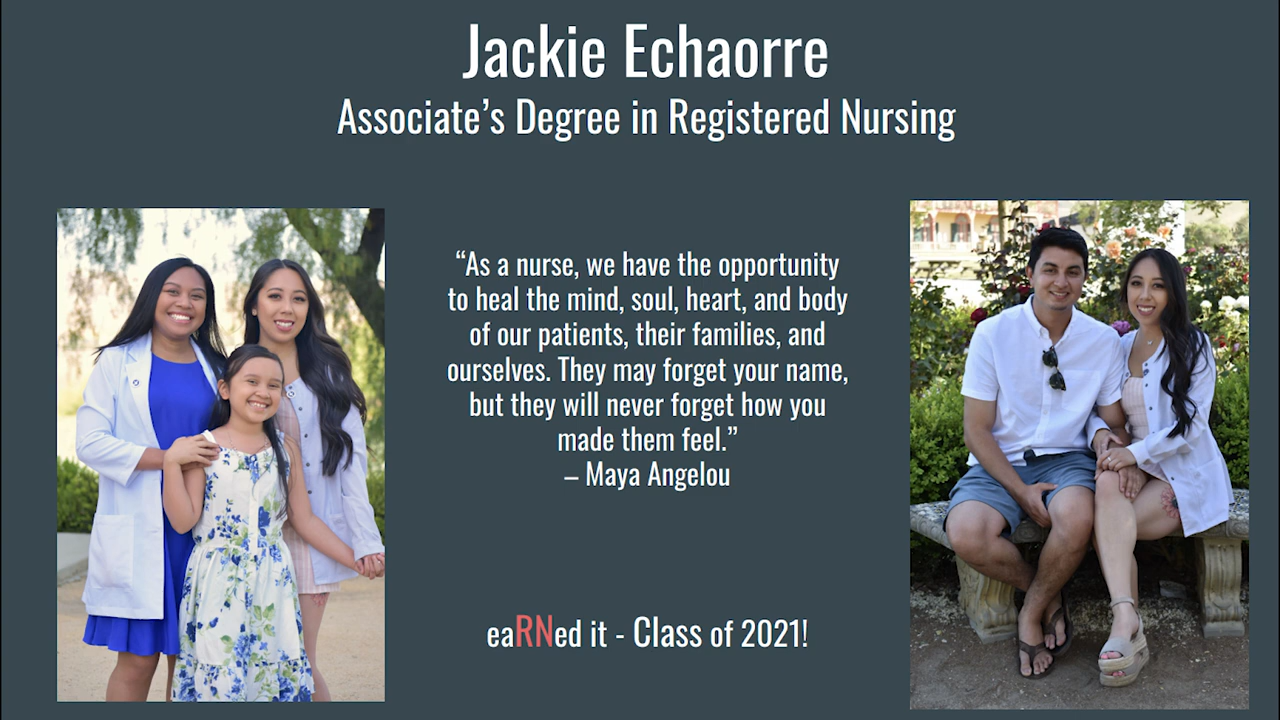 Jackie Echaorre
Associate’s Degree in Registered Nursing
“As a nurse, we have the opportunity
to heal the mind, soul, heart, and body
of our patients, their families, and
ourselves. They may forget your name,
but they will never forget how you
made them feel.”
– Maya Angelou
eaRNed it - Class of 2021!